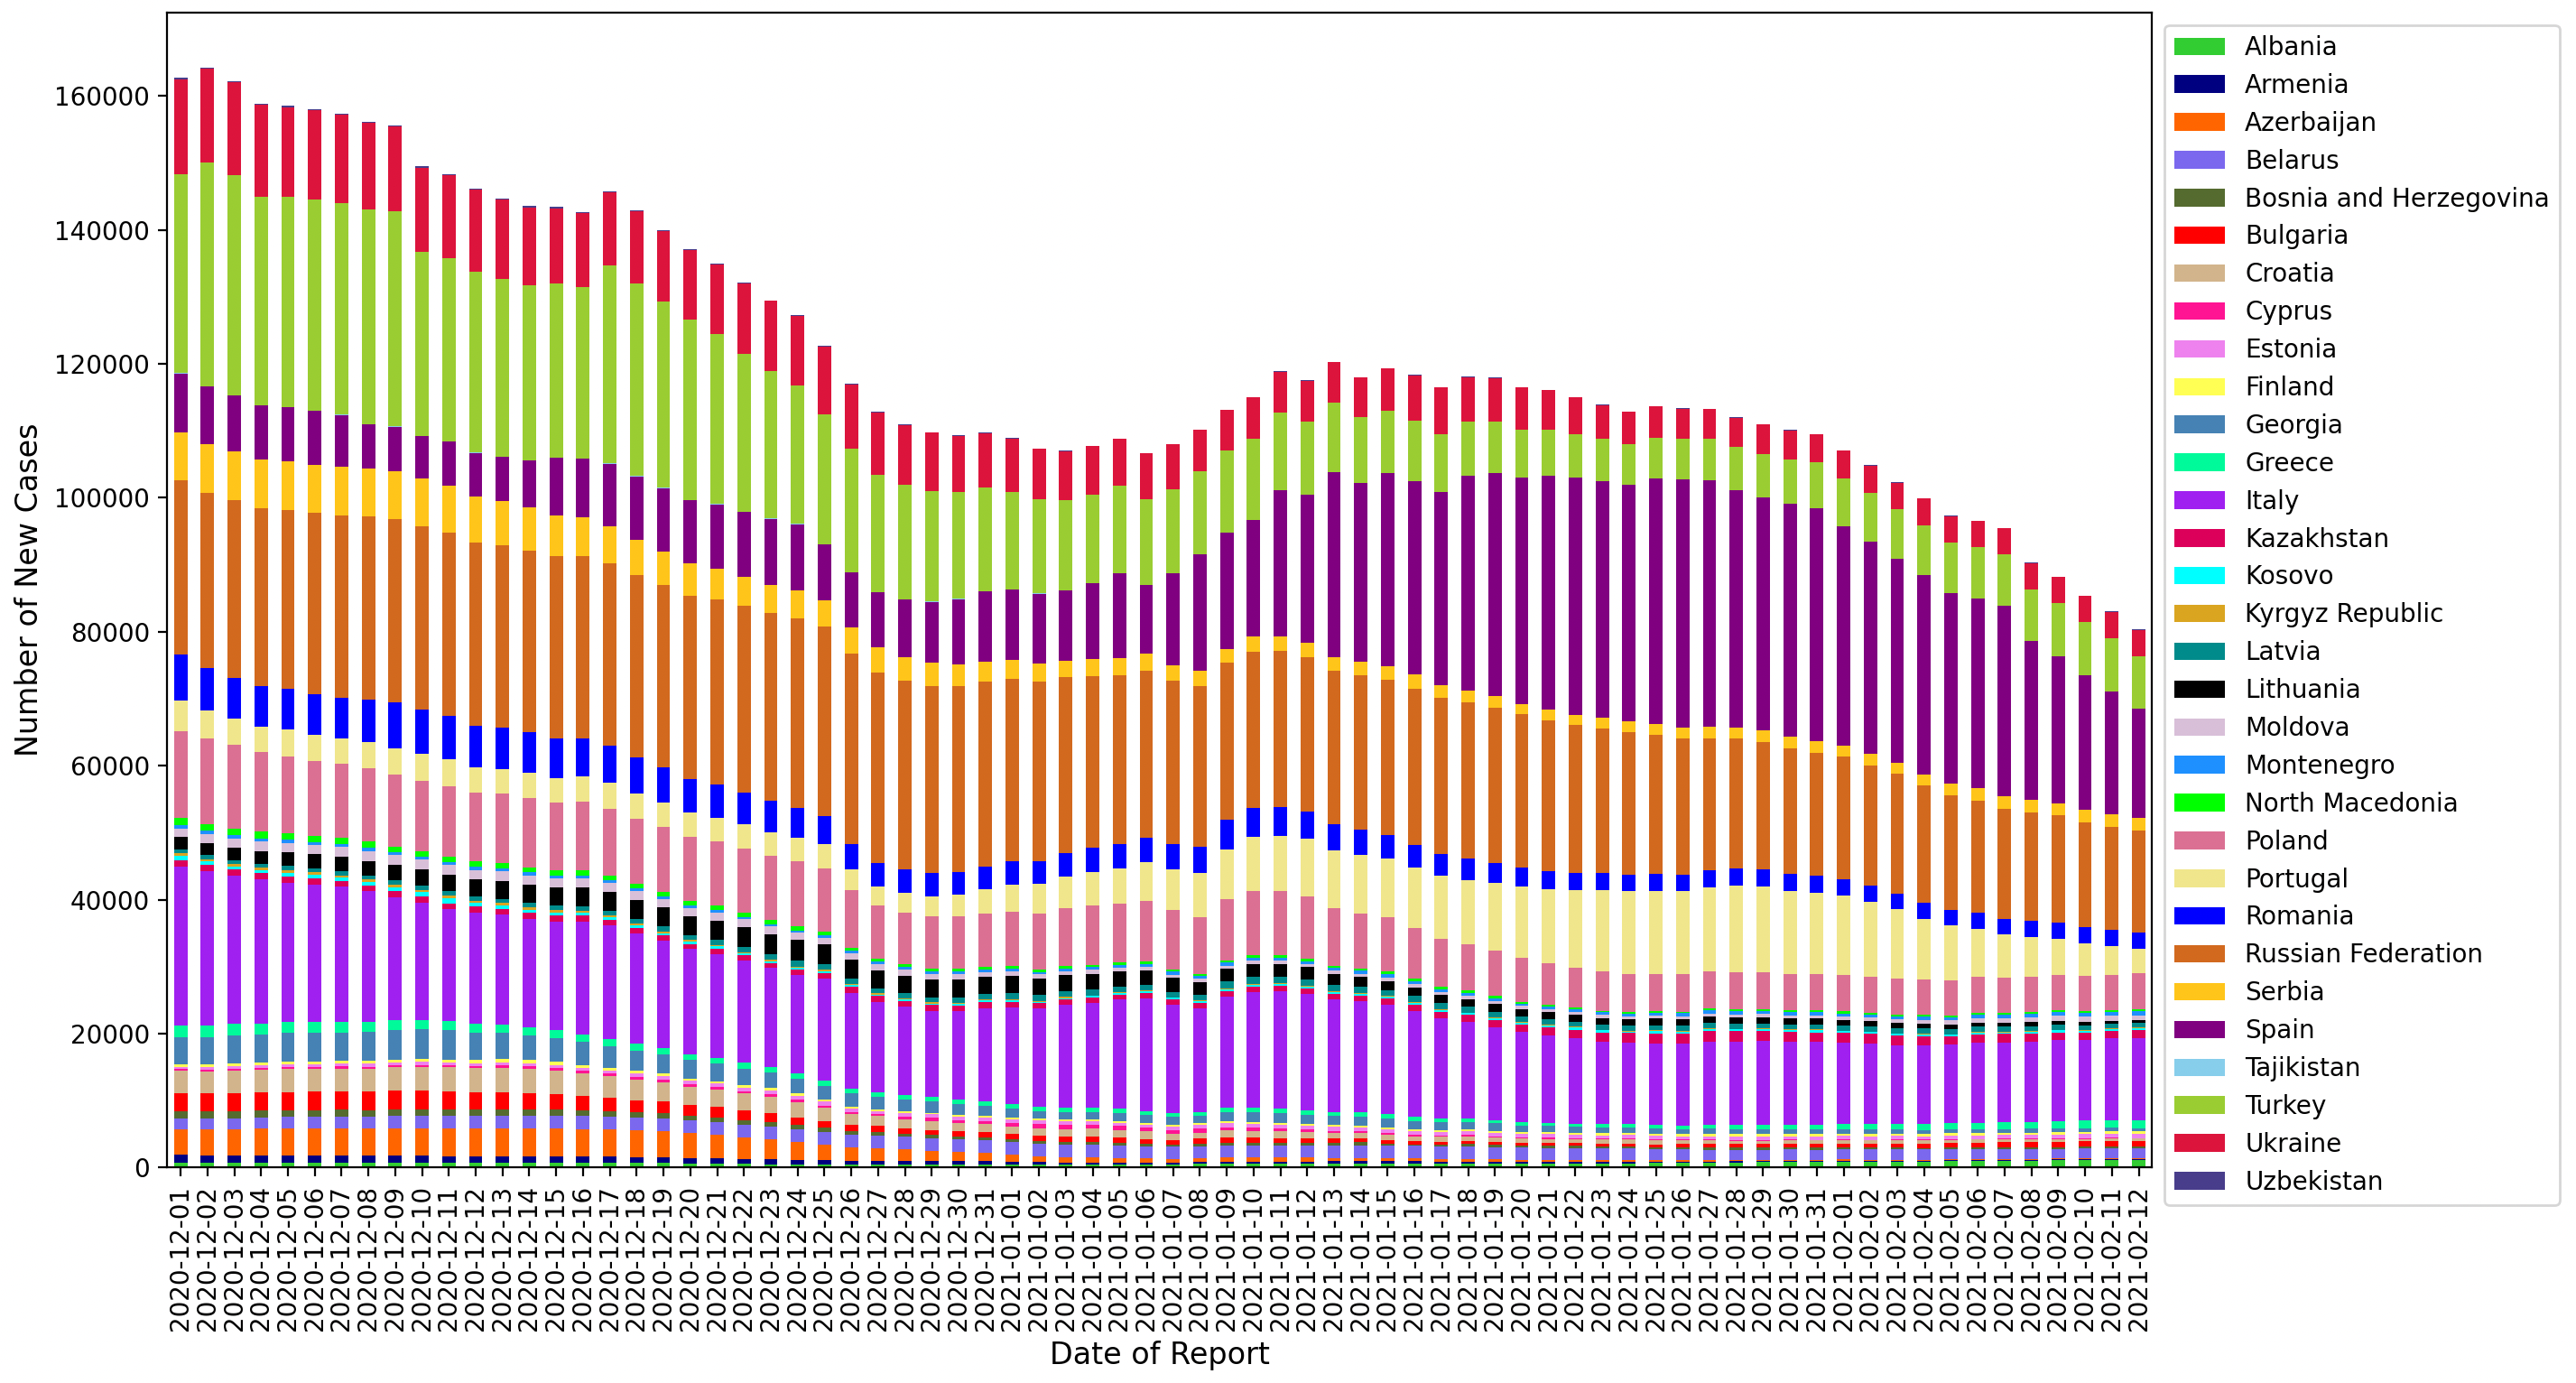 160000
140000
120000
100000
80000
60000
40000
20000
0
Number of New Cases
2020-12-01
2020-12-02
2020-12-03
2020-12-04
2020-12-05
2020-12-06
2020-12-07
2020-12-08
2020-12-09
2020-12-10
2020-12-11
2020-12-12
2020-12-13
2020-12-14
2020-12-15
2020-12-16
2020-12-17
2020-12-18
2020-12-19
2020-12-20
2020-12-21
2020-12-22
2020-12-23
2020-12-24
2020-12-25
2020-12-26
2020-12-27
2020-12-28
2020-12-29
2020-12-30
2020-12-31
2021-01-01
2021-01-02
2021-01-03
2021-01-04
2021-01-05
2021-01-06
2021-01-07
2021-01-08
2021-01-09
2021-01-10
2021-01-11
2021-01-12
2021-01-13
2021-01-14
2021-01-15
2021-01-16
2021-01-17
2021-01-18
2021-01-19
2021-01-20
2021-01-21
2021-01-22
2021-01-23
2021-01-24
2021-01-25
2021-01-26
2021-01-27
2021-01-28
2021-01-29
2021-01-30
2021-01-31
2021-02-01
2021-02-02
2021-02-03
2021-02-04
2021-02-05
2021-02-06
2021-02-07
2021-02-08
2021-02-09
2021-02-10
2021-02-11
2021-02-12
Date of Report
Albania
Armenia
Azerbaijan
Belarus
Bosnia and Herzegovina
Bulgaria
Croatia
Cyprus
Estonia
Finland
Georgia
Greece
Italy
Kazakhstan
Kosovo
Kyrgyz Republic
Latvia
Lithuania
Moldova
Montenegro
North Macedonia
Poland
Portugal
Romania
Russian Federation
Serbia
Spain
Tajikistan
Turkey
Ukraine
Uzbekistan